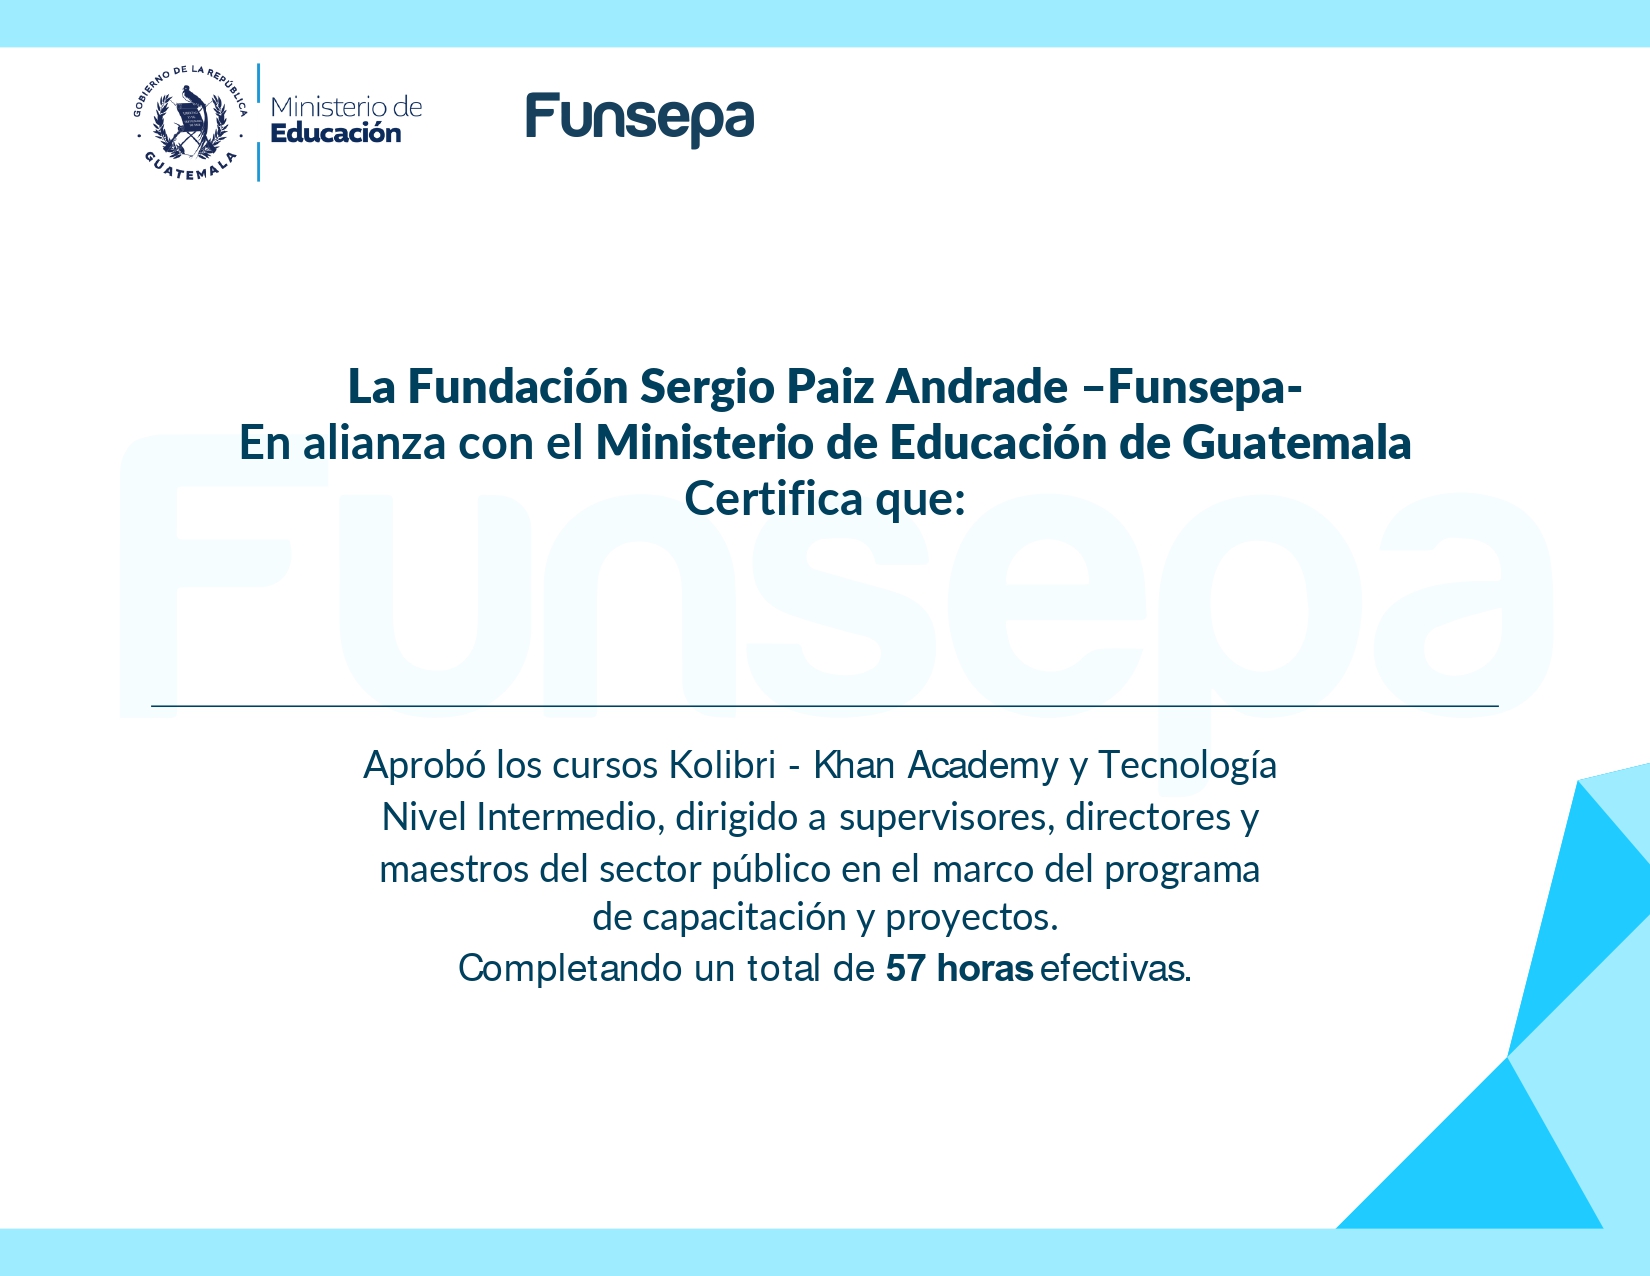 GOBIERNO DE LA REPÚBLICA
GUATEMALA
Ministerio de
Educación
Funsepa
La Fundación Sergio Paiz Andrade –Funsepa-
En alianza con el Ministerio de Educación de Guatemala
Certifica que:
Funsepa
Aprobó los cursos Kolibri - Khan Academy y Tecnología
Nivel Intermedio, dirigido a supervisores, directores y
maestros del sector público en el marco del programa
de capacitación y proyectos.
Completando un total de 57 horas efectivas.